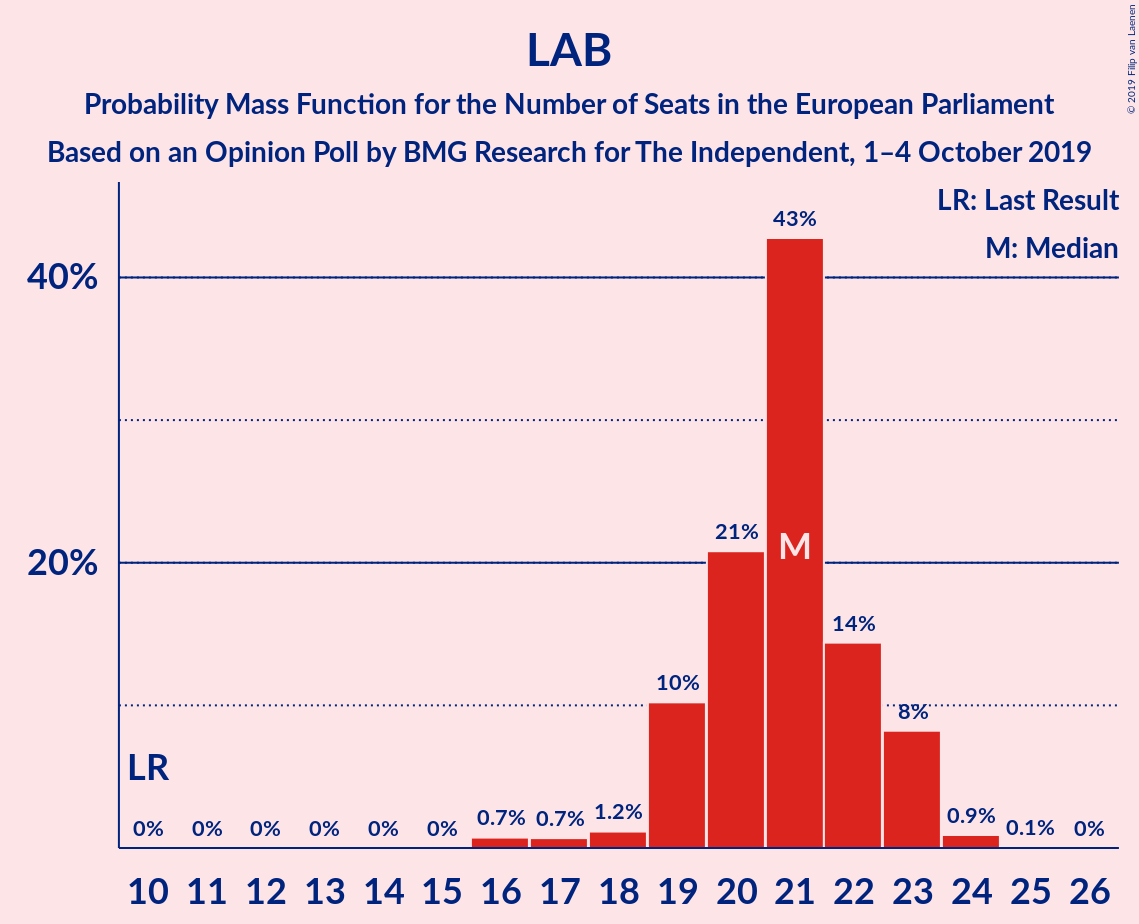 LAB
Probability Mass Function for the Number of Seats in the European Parliament
Based on an Opinion Poll by BMG Research for The Independent, 1–4 October 2019
© 2019 Filip van Laenen
LR: Last Result
M: Median
43%
40%
21%
M
20%
14%
10%
8%
LR
0% 0% 0% 0% 0% 0% 0.7% 0.7% 1.2% 0.9% 0.1% 0%
10 11 12 13 14 15 16 17 18 19 20 21 22 23 24 25 26